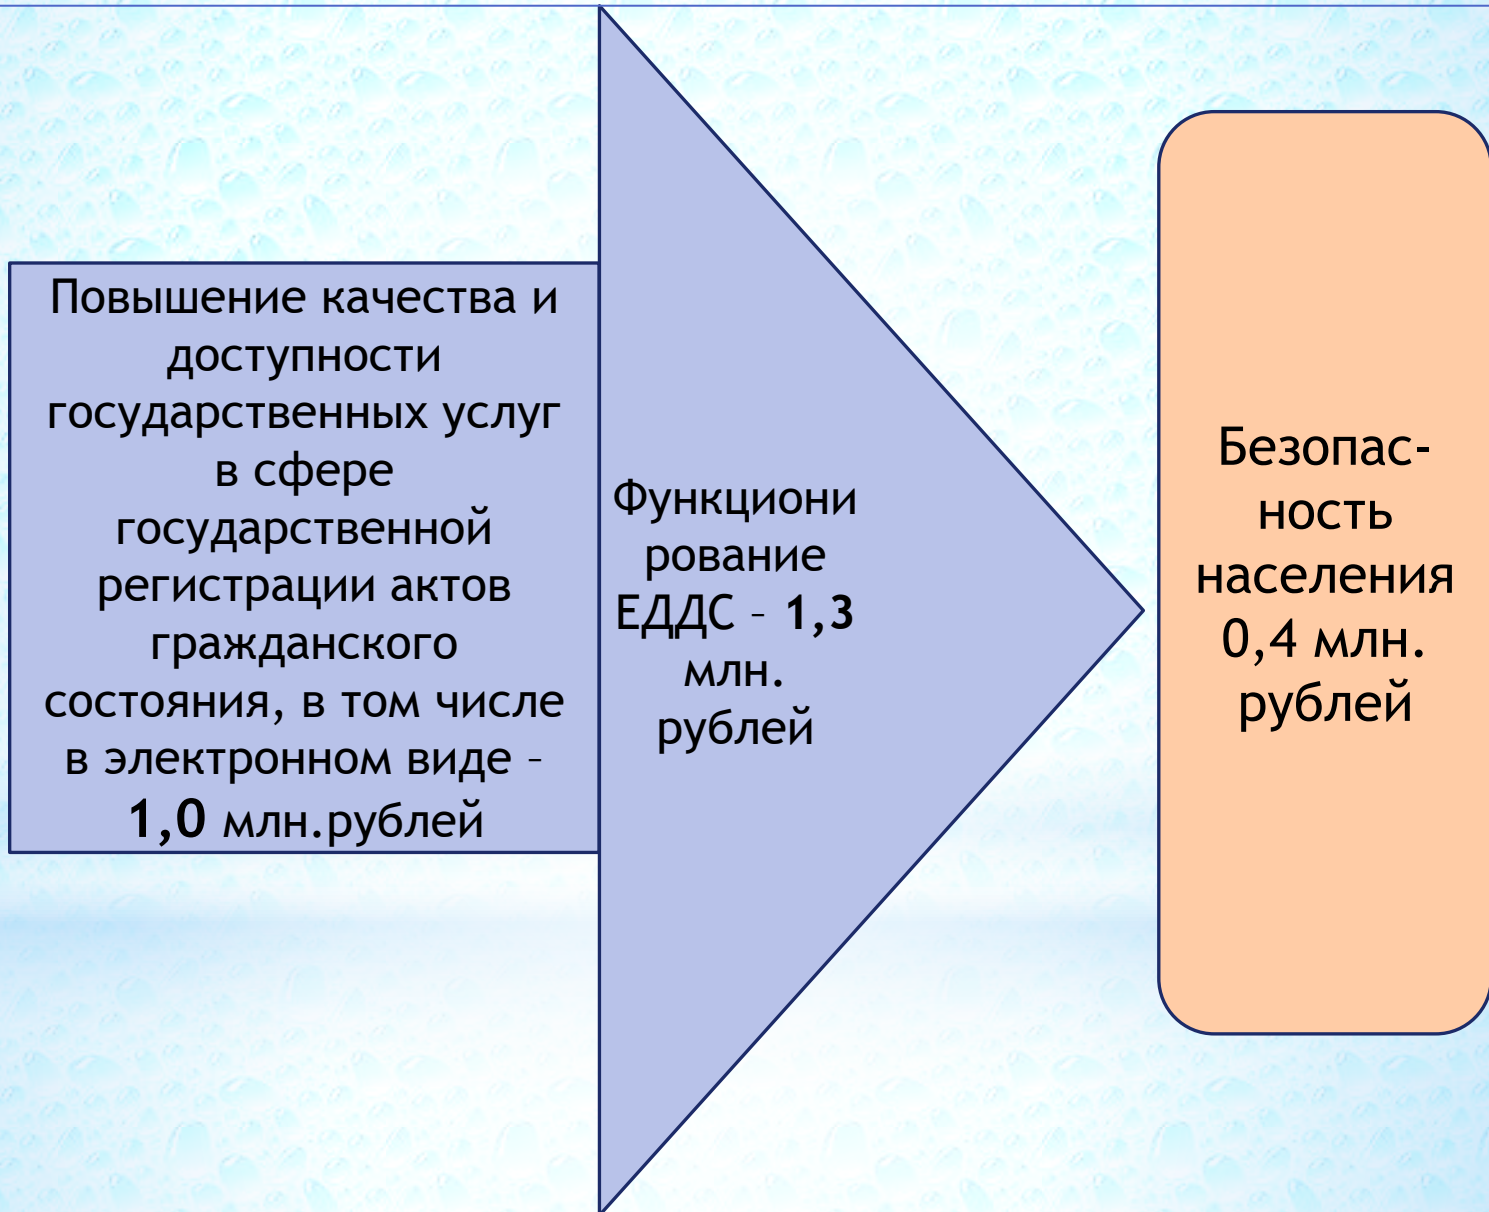 Повышение качества и
доступности
государственных услуг
в сфере
государственной
регистрации актов
гражданского
состояния, в том числе
в электронном виде –
1,0 млн.рублей
Функциони
рование
ЕДДС – 1,3
млн.
рублей
Безопас-
ность
населения
0,4 млн.
рублей